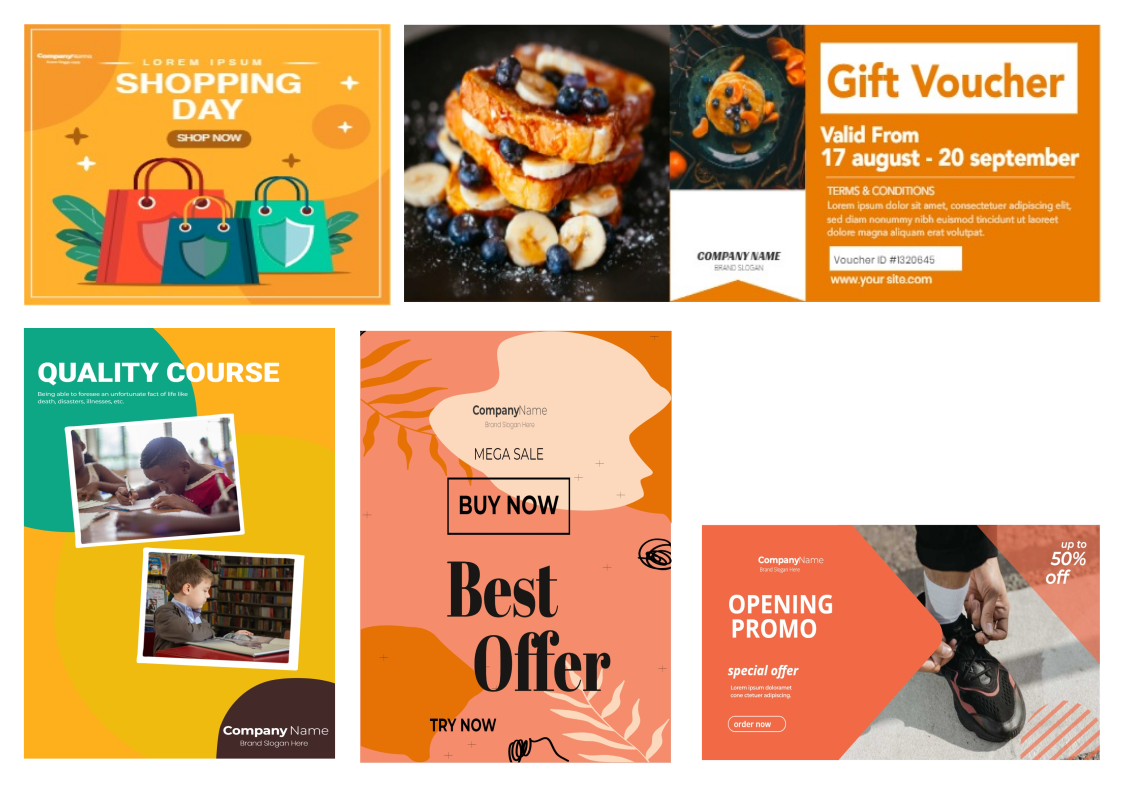 CompanyName
LOREM IPSUM
SHOPPING
DAY
SHOP NOW
Gift Voucher
Valid From
17 august - 20 september
TERMS & CONDITIONS
Lorem ipsum dolor sit amet, consectetuer adipiscing elit,
sed diam nonummy nibh euismod tincidunt ut laoreet
dolore magna aliquam erat volutpat.
Voucher ID #1320645
www.your site.com
COMPANY NAME
BRAND SLOGAN
QUALITY COURSE
Being able to foresee an unfortunate fact of life like
death, disasters, illnesses, etc.
Company Name
Brand Slogan Here
CompanyName
Brand Slogan Here
MEGA SALE
BUY NOW
Best
Offer
TRY NOW
CompanyName
Brand Slogan Here
OPENING
PROMO
special offer
Lorem ipsum doloramet
cone ctetuer adipiscing.
order now
up to
50%
off